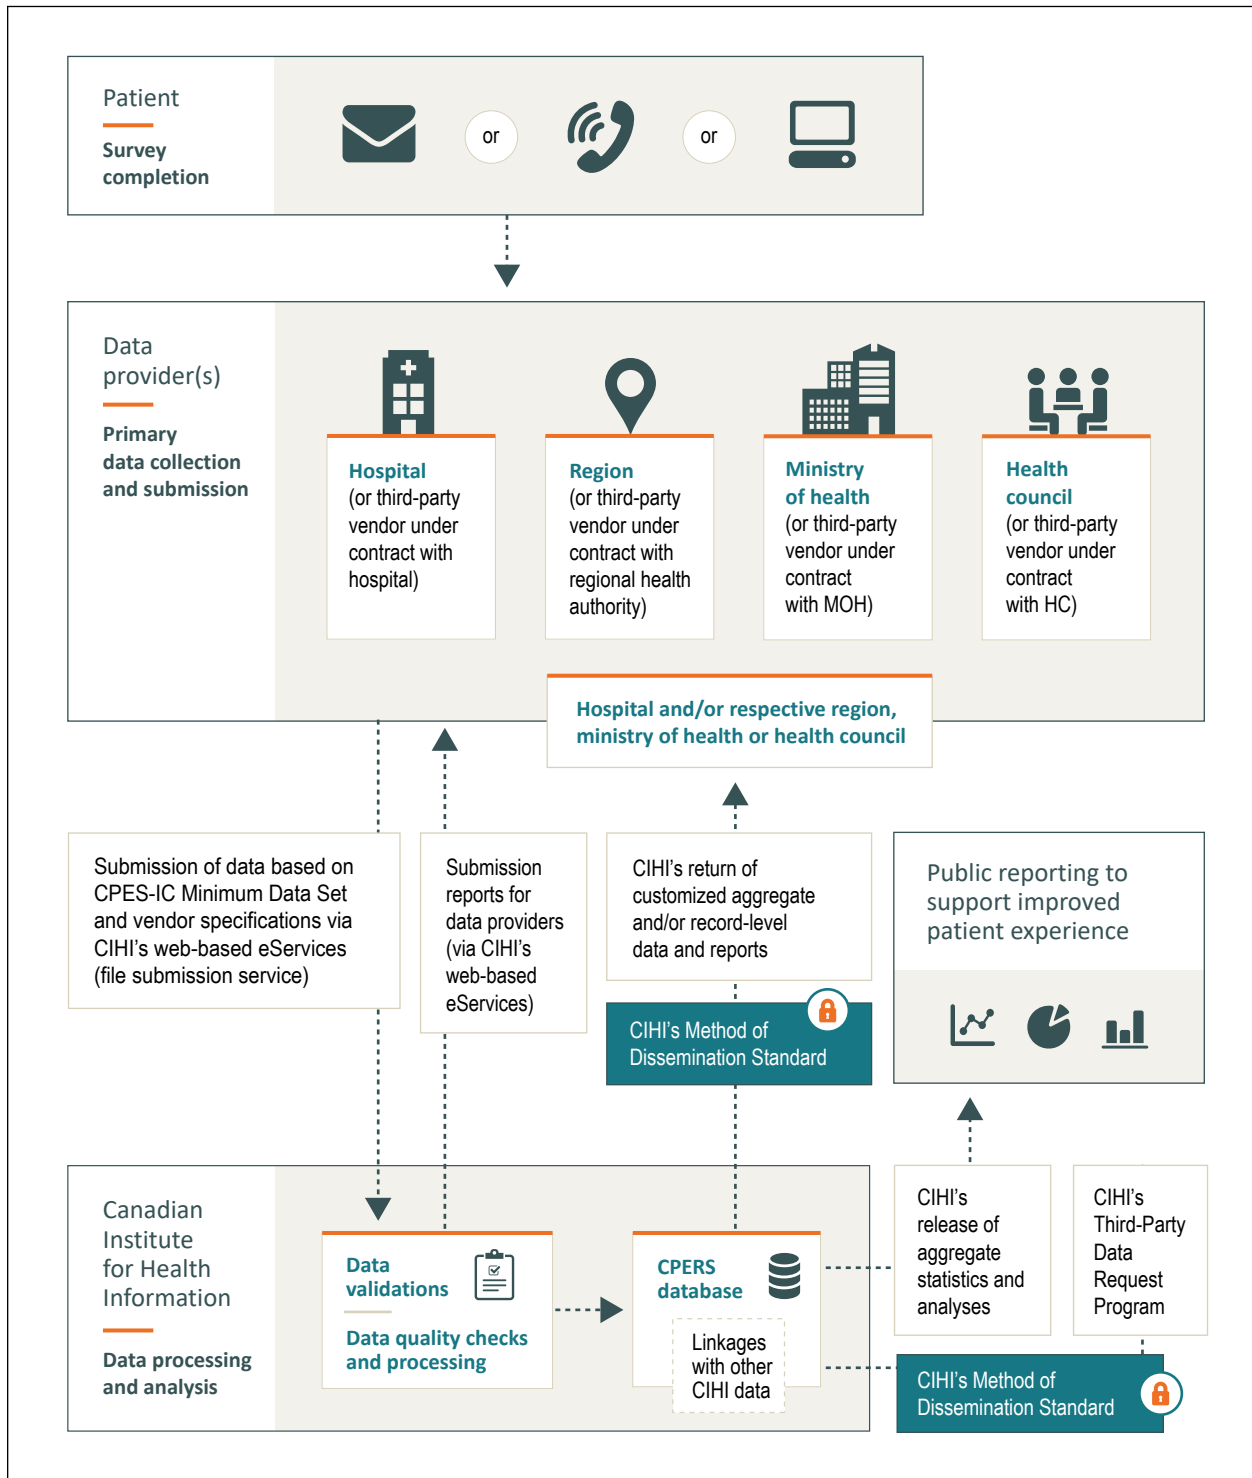 Patient
Survey
completion
or
or
Data
provider(s)
Primary
data collection
and submission
Hospital
(or third-party
vendor under
contract with
hospital)
Region
(or third-party
vendor under
contract with
regional health
authority)
Ministry
of health
(or third-party
vendor under
contract
with MOH)
Health
council
(or third-party
vendor under
contract
with HC)
Hospital and/or respective region,
ministry of health or health council
Submission of data based on
CPES-IC Minimum Data Set
and vendor specifications via
CIHI’s web-based eServices
(file submission service)
Submission
reports for
data providers
(via CIHI’s
web-based
eServices)
CIHI’s return of
customized aggregate
and/or record-level
data and reports
CIHI’s Method of
Dissemination Standard
Public reporting to
support improved
patient experience
Canadian
Institute
for Health
Information
Data processing
and analysis
Data
validations
Data quality checks
and processing
CPERS
database
Linkages
with other
CIHI data
CIHI’s
release of
aggregate
statistics and
analyses
CIHI’s
Third-Party
Data
Request
Program
CIHI’s Method of
Dissemination Standard